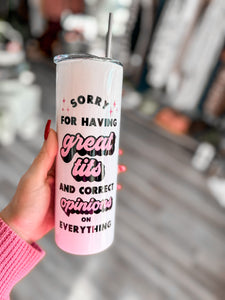 SORRY
FOR HAVING
great
tits
AND CORRECT
opinions
ON
EVERYTHING